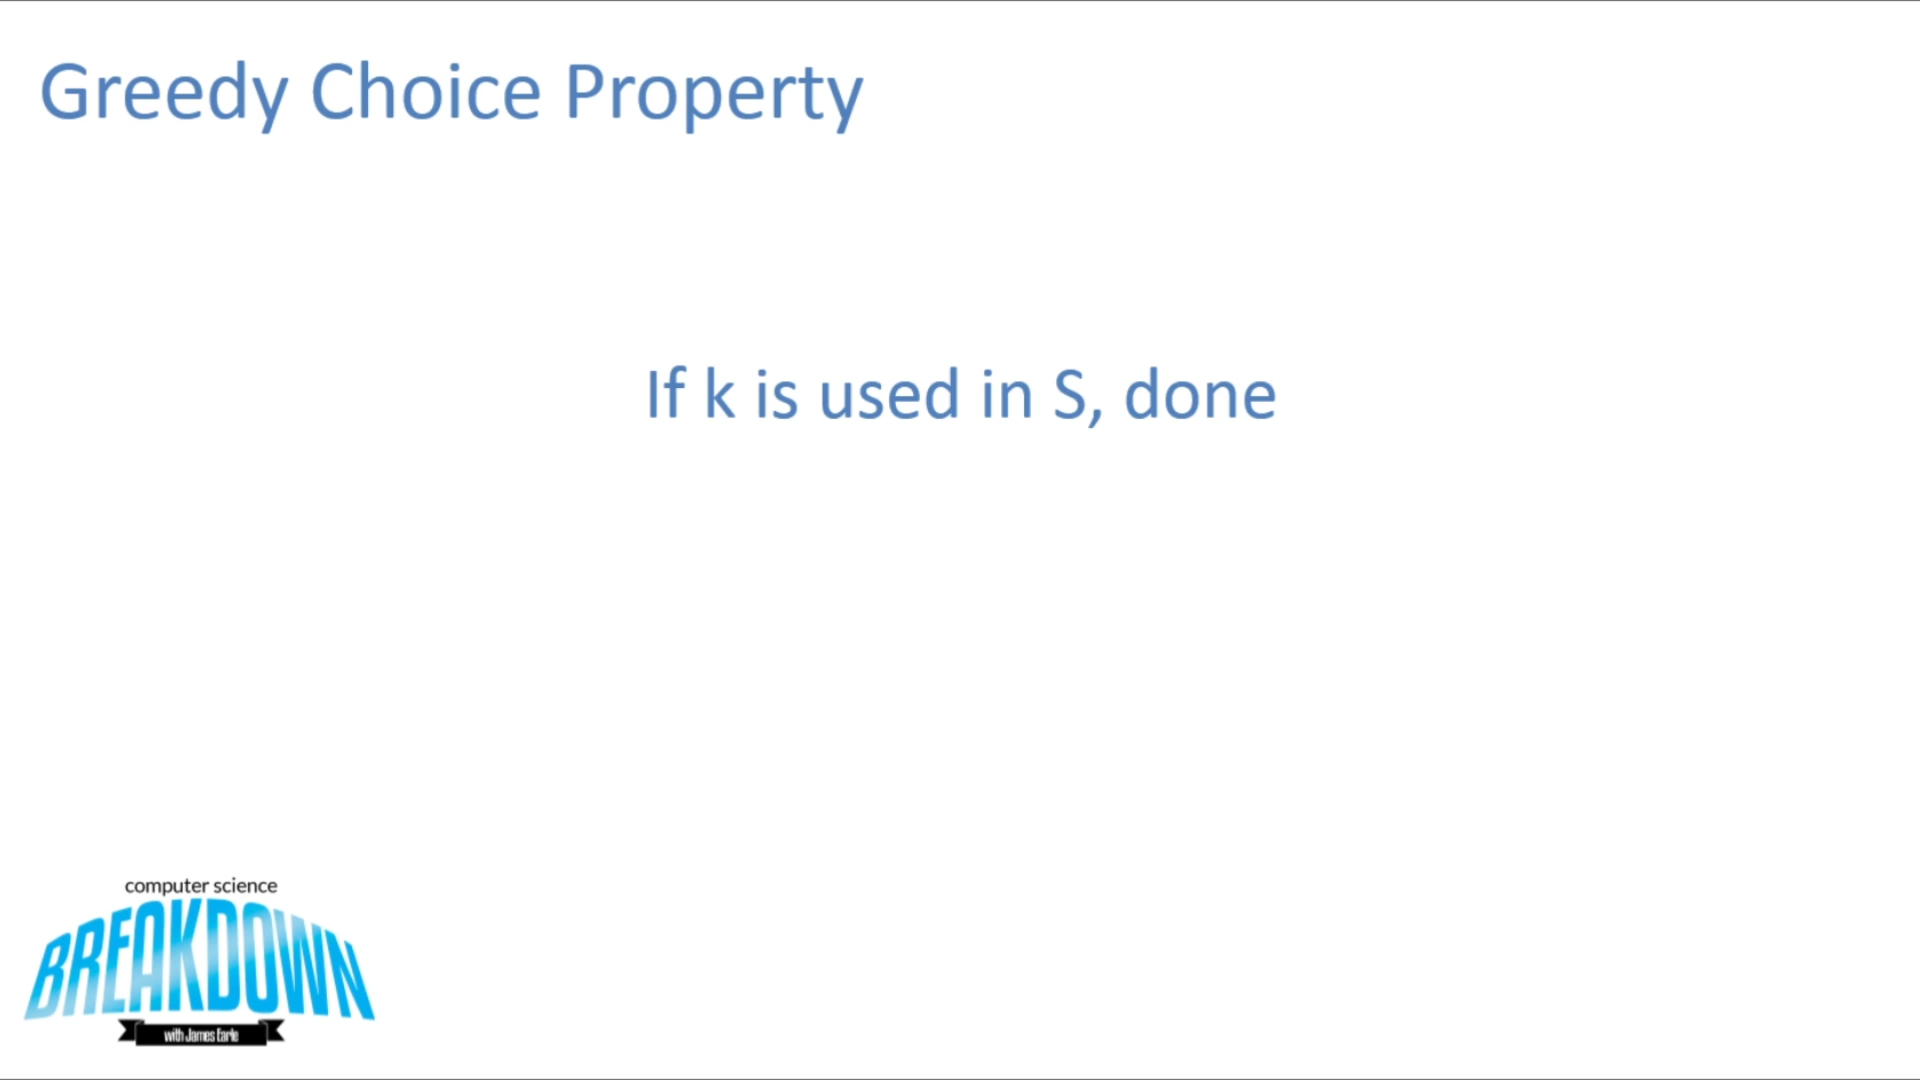 Greedy Choice Property
If k is used in S, done
computer science
BREAKDOWN
with James Earle